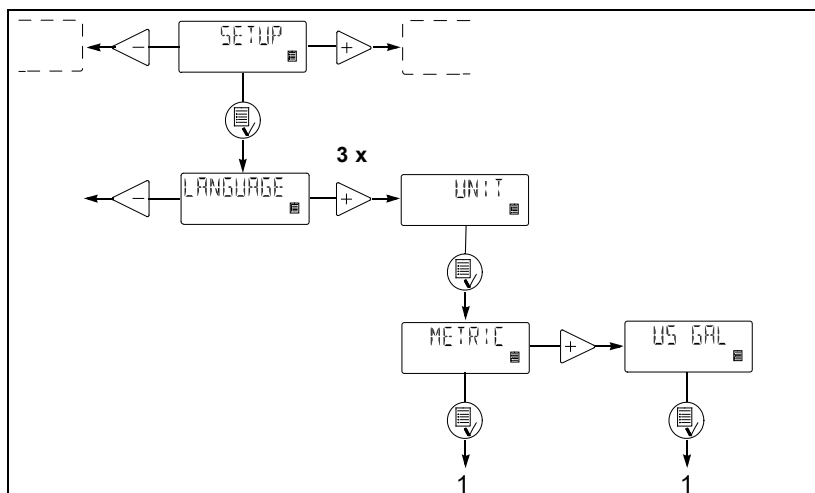 SETUP
3 x
LANGUAGE
UNIT
METRIC
US GAL
1
1